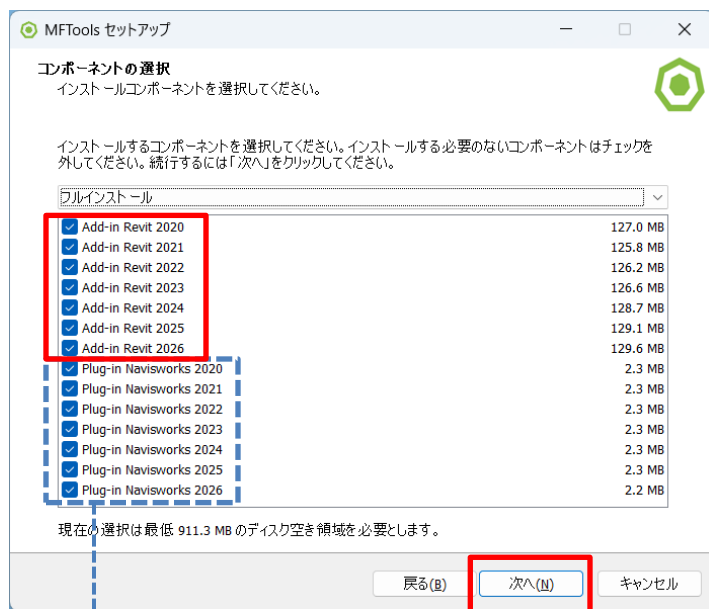 MFTools セットアップ
コンポーネントの選択
インストールコンポーネントを選択してください。
インストールするコンポーネントを選択してください。インストールする必要のないコンポーネントはチェックを
外してください。続行するには「次へ」をクリックしてください。
フルインストール
Add-in Revit 2020 127.0 MB
Add-in Revit 2021 125.8 MB
Add-in Revit 2022 126.2 MB
Add-in Revit 2023 126.6 MB
Add-in Revit 2024 128.7 MB
Add-in Revit 2025 129.1 MB
Add-in Revit 2026 129.6 MB
Plug-in Navisworks 2020 2.3 MB
Plug-in Navisworks 2021 2.3 MB
Plug-in Navisworks 2022 2.3 MB
Plug-in Navisworks 2023 2.3 MB
Plug-in Navisworks 2024 2.3 MB
Plug-in Navisworks 2025 2.3 MB
Plug-in Navisworks 2026 2.2 MB
現在の選択は最低 911.3 MB のディスク空き領域を必要とします。
戻る(B) 次へ(N) キャンセル